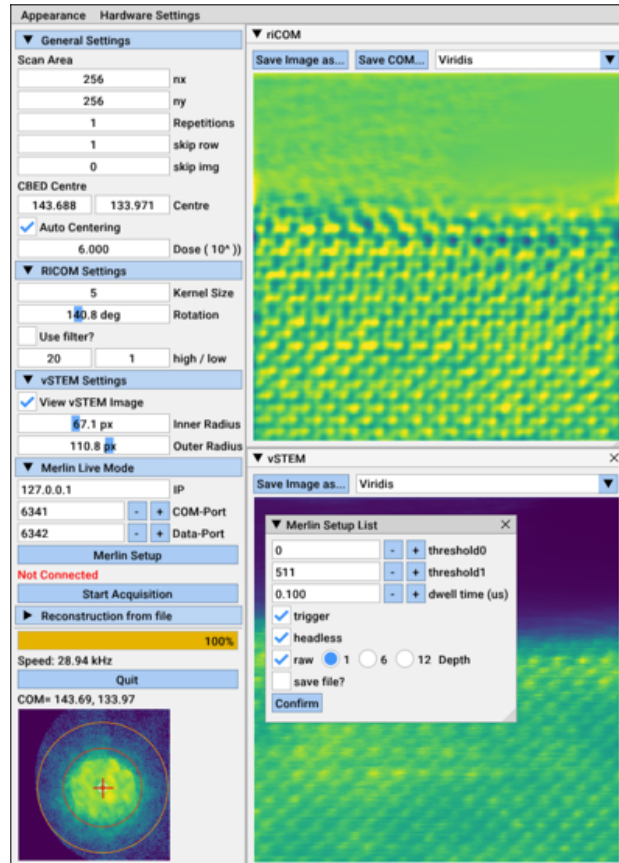 Appearance Hardware Settings
General Settings
Scan Area
256 nx
256 ny
1 Repetitions
1 skip row
0 skip img
CBED Centre
143.688 133.971 Centre
Auto Centering
6.000 Dose ( 10^ ))
RICOM Settings
5 Kernel Size
140.8 deg Rotation
Use filter?
20 1 high / low
vSTEM Settings
View vSTEM Image
67.1 px Inner Radius
110.8 px Outer Radius
Merlin Live Mode
127.0.0.1 IP
6341 - + COM-Port
6342 - + Data-Port
Merlin Setup
Not Connected
Start Acquisition
Reconstruction from file
100%
Speed: 28.94 kHz
Quit
COM= 143.69, 133.97
riCOM
Save Image as... Save COM... Viridis
vSTEM
Save Image as... Viridis
Merlin Setup List
0 - + threshold0
511 - + threshold1
0.100 - + dwell time (us)
trigger
headless
raw 1 6 12 Depth
save file?
Confirm